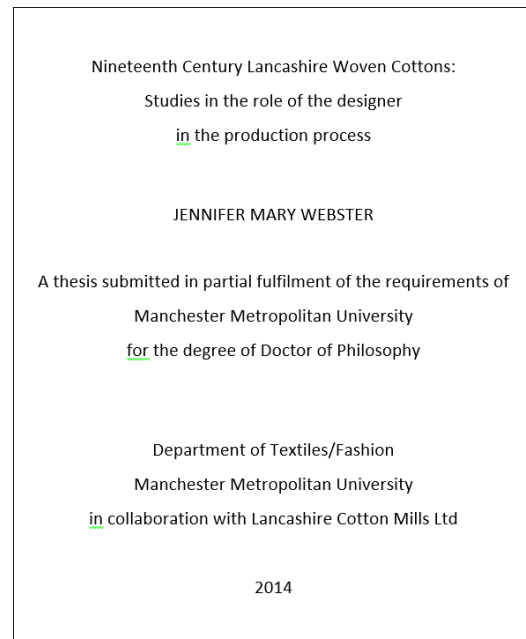 Nineteenth Century Lancashire Woven Cottons:
Studies in the role of the designer
in the production process
JENNIFER MARY WEBSTER
A thesis submitted in partial fulfilment of the requirements of
Manchester Metropolitan University
for the degree of Doctor of Philosophy
Department of Textiles/Fashion
Manchester Metropolitan University
in collaboration with Lancashire Cotton Mills Ltd
2014